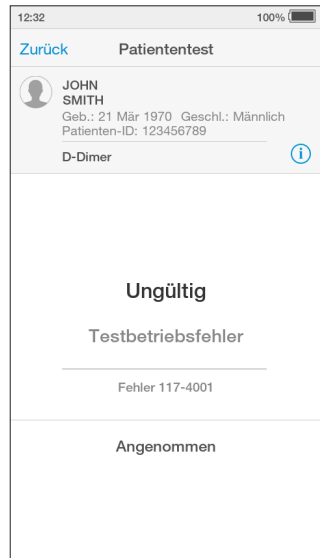 12:32 100%
Zurück Patiententest
JOHN
SMITH
Geb.: 21 Mär 1970 Geschl.: Männlich
Patienten-ID: 123456789
D-Dimer
Ungültig
Testbetriebsfehler
Fehler 117-4001
Angenommen